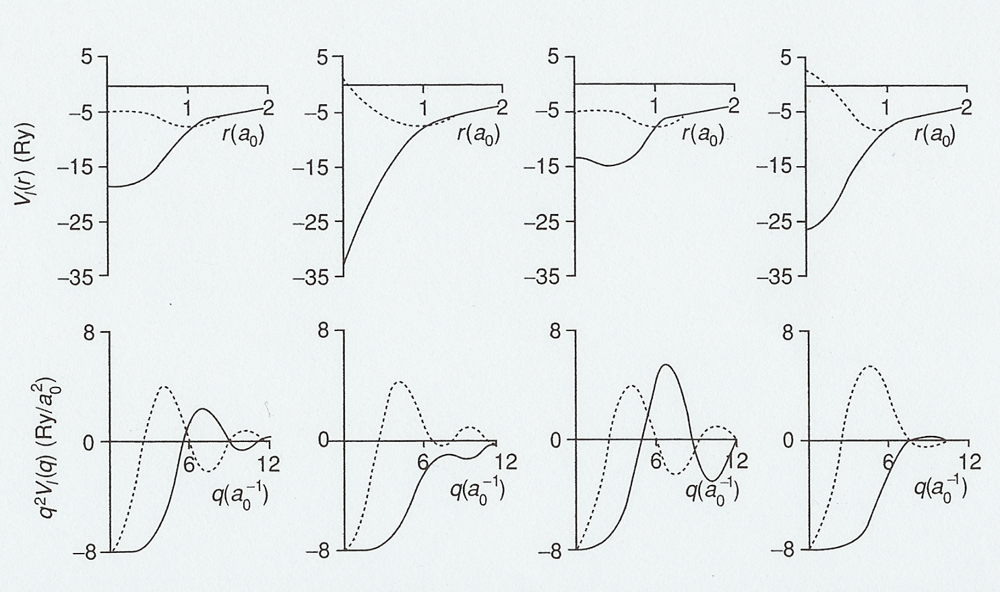 5 5 5 5
1 2 1 2 1 2 1 2
−5 −5 −5 −5
r(a₀) r(a₀) r(a₀) r(a₀)
Vₗ(r) (Ry)
−15 −15 −15 −15
−25 −25 −25 −25
−35 −35 −35 −35
8 8 8 8
0 0 0 0
6 12 6 12 6 12 6 12
q(a₀⁻¹) q(a₀⁻¹) q(a₀⁻¹) q(a₀⁻¹)
q²Vₗ(q) (Ry/a₀²)
−8 −8 −8 −8